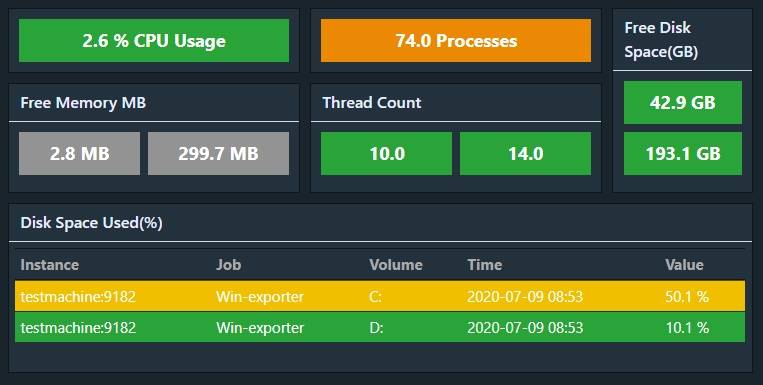 2.6 % CPU Usage
74.0 Processes
Free Disk
Space(GB)
42.9 GB
193.1 GB
Free Memory MB
2.8 MB 299.7 MB
Thread Count
10.0 14.0
Disk Space Used(%)
Instance Job Volume Time Value
testmachine:9182 Win-exporter C: 2020-07-09 08:53 50.1 %
testmachine:9182 Win-exporter D: 2020-07-09 08:53 10.1 %